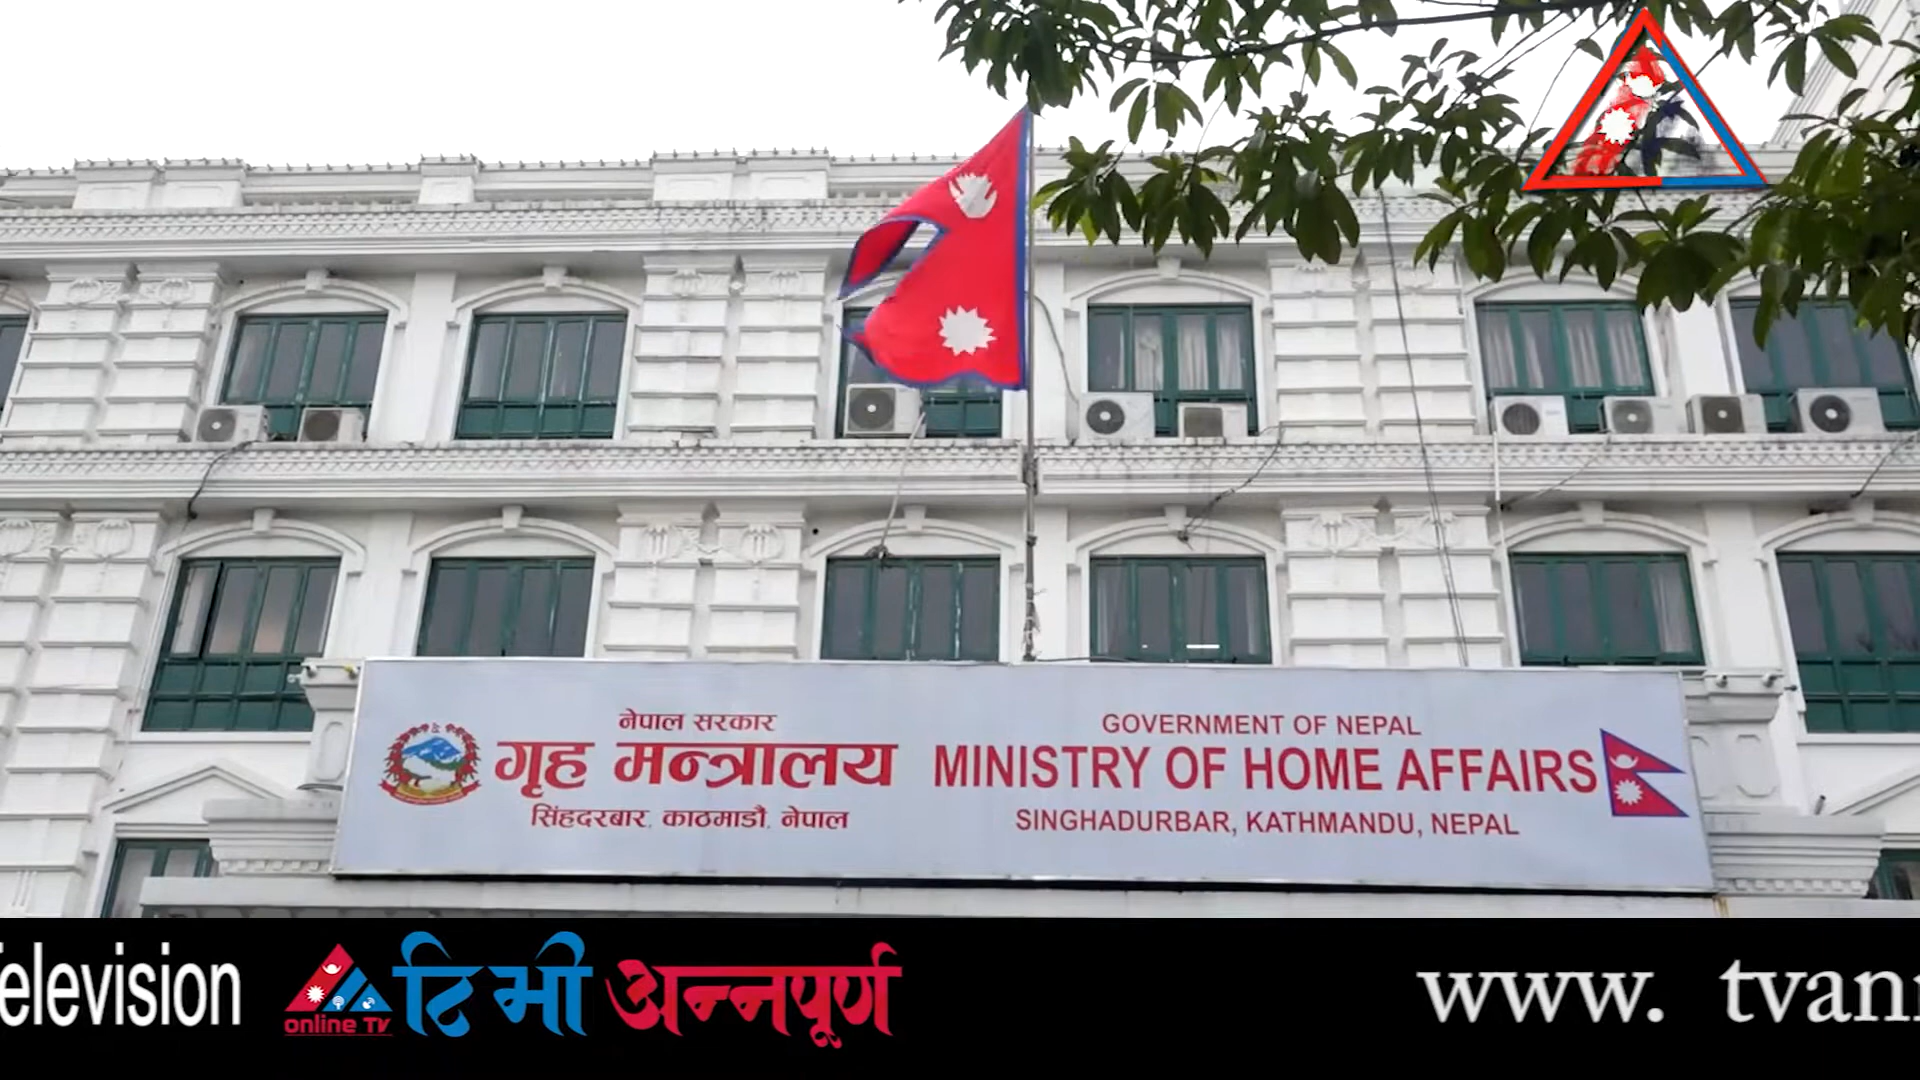 नेपाल सरकार
गृह मन्त्रालय
सिंहदरबार, काठमाडौं, नेपाल
GOVERNMENT OF NEPAL
MINISTRY OF HOME AFFAIRS
SINGHADURBAR, KATHMANDU, NEPAL
elevision
online Tv
टिभी अन्नपूर्ण
www. tvann